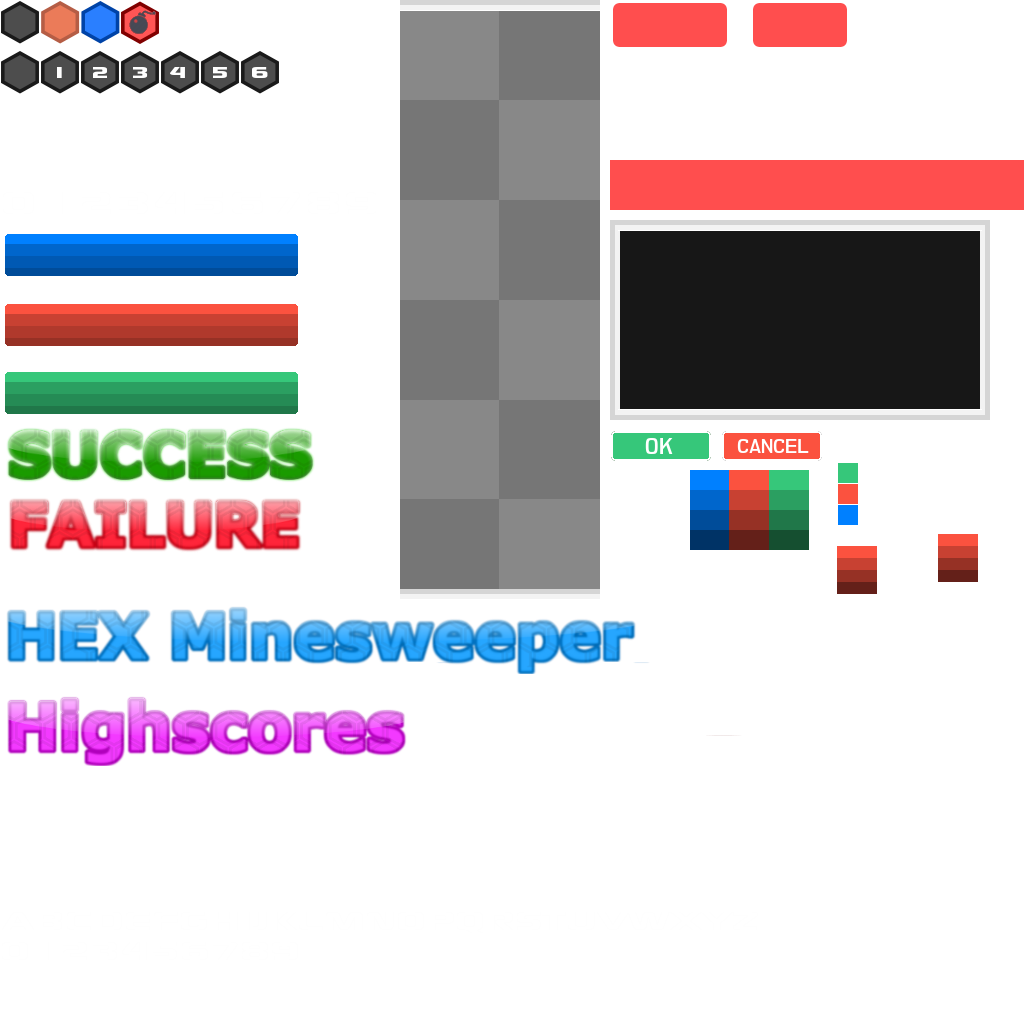 1 2 3 4 5 6
SUCCESS
OK CANCEL
FAILURE
HEX Minesweeper
Highscores